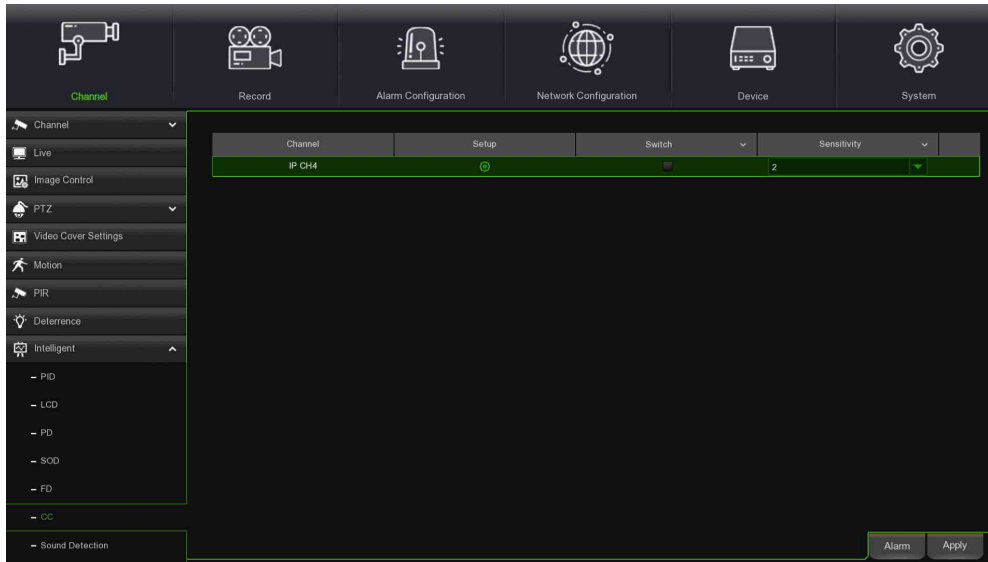 Channel Record Alarm Configuration Network Configuration Device System
Channel
Live
Image Control
PTZ
Video Cover Settings
Motion
PIR
Deterrence
Intelligent
– PID
– LCD
– PD
– SOD
– FD
– CC
– Sound Detection
Channel Setup Switch Sensitivity
IP CH4 2
Alarm Apply